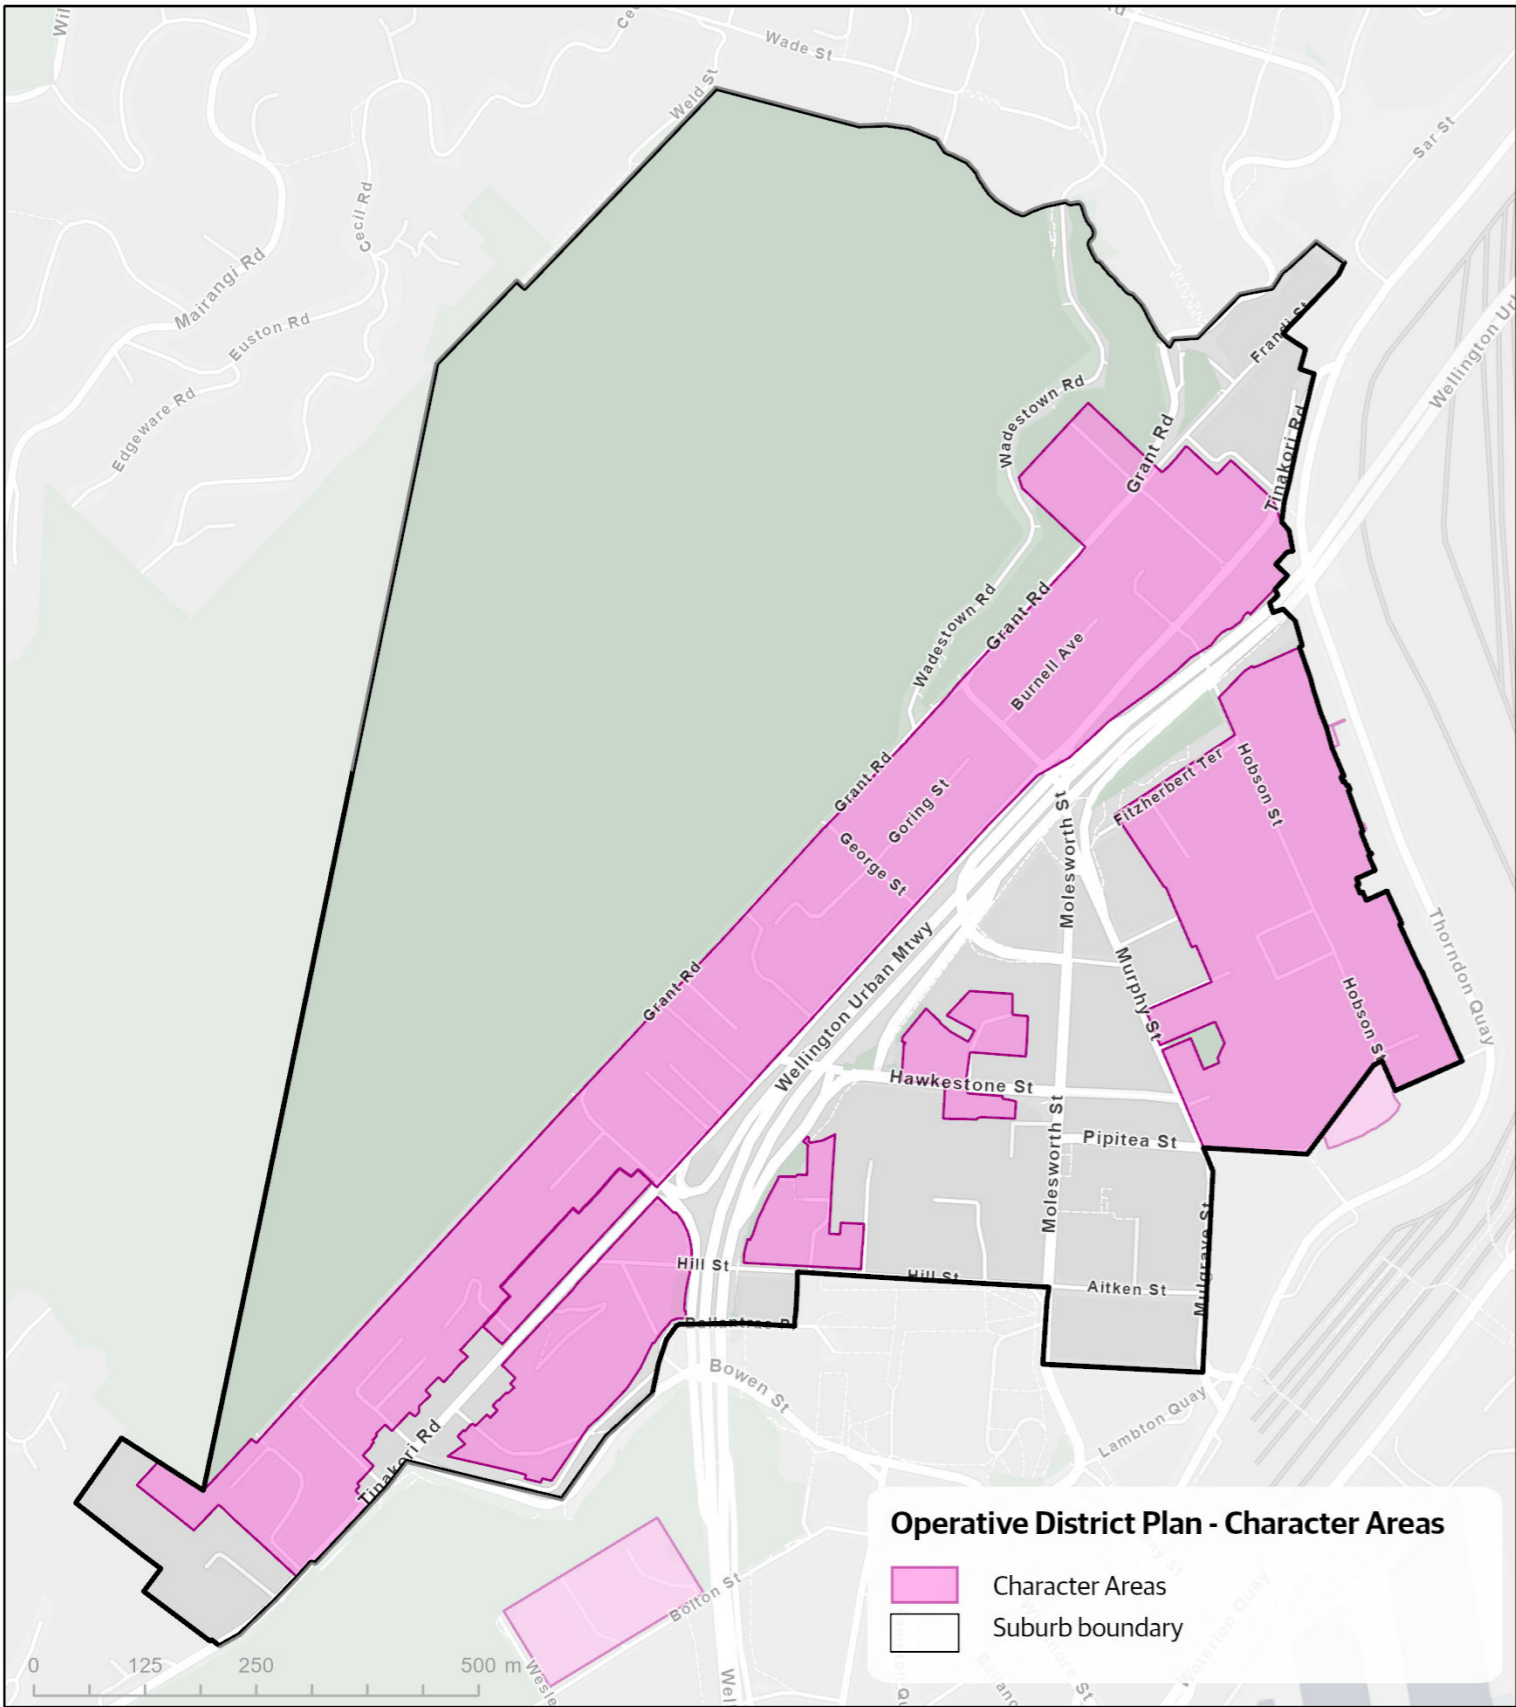 Wade St
Weld St
Sar St
Cecil Rd
Mairangi Rd
Euston Rd
Edgeware Rd
Frandi St
Wadestown Rd
Grant Rd
Tinakori Rd
Wadestown Rd
Grant Rd
Burnell Ave
Grant Rd
Goring St
George St
Fitzherbert Ter
Hobson St
Molesworth St
Wellington Urban Mtwy
Murphy St
Thorndon Quay
Grant Rd
Hobson St
Hawkestone St
Molesworth St
Pipitea St
Hill St
Hill St
Aitken St
Mulgrave St
Bowen St
Lambton Quay
Tinakori Rd
Bolton St
Operative District Plan - Character Areas
Character Areas
Suburb boundary
0 125 250 500 m